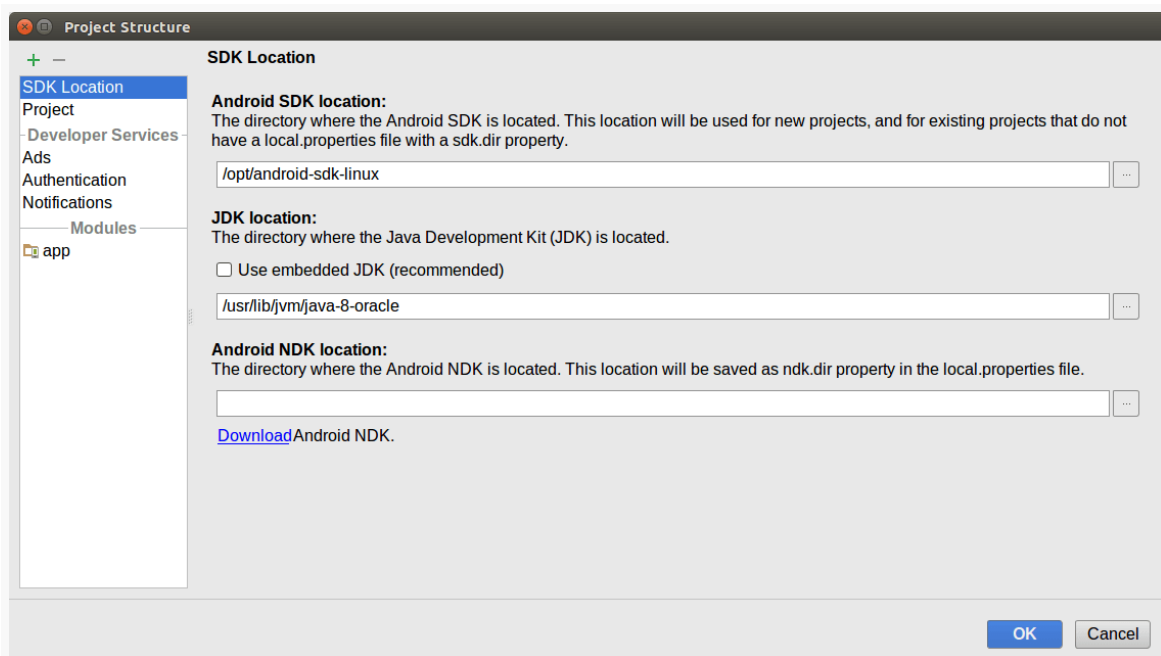 Project Structure
+ −
SDK Location
Project
Developer Services
Ads
Authentication
Notifications
Modules
app
SDK Location
Android SDK location:
The directory where the Android SDK is located. This location will be used for new projects, and for existing projects that do not
have a local.properties file with a sdk.dir property.
/opt/android-sdk-linux
...
JDK location:
The directory where the Java Development Kit (JDK) is located.
Use embedded JDK (recommended)
/usr/lib/jvm/java-8-oracle
...
Android NDK location:
The directory where the Android NDK is located. This location will be saved as ndk.dir property in the local.properties file.
...
Download Android NDK.
OK
Cancel